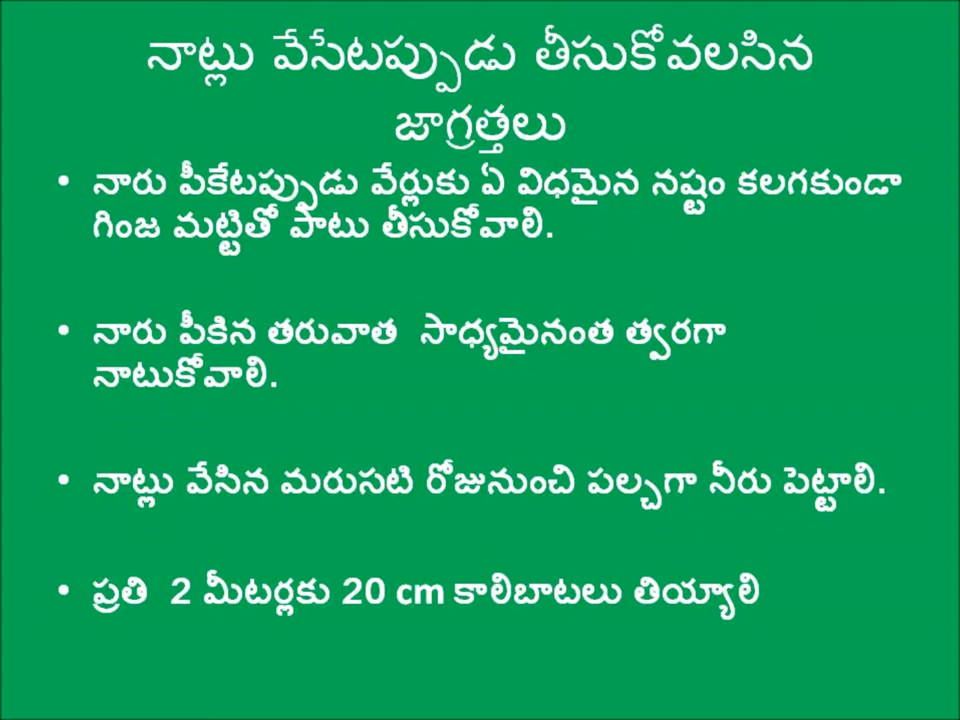 నాట్లు వేసేటప్పుడు తీసుకోవలసిన
జాగ్రత్తలు
• నారు పీకేటప్పుడు వేర్లుకు ఏ విధమైన నష్టం కలగకుండా
గింజ మట్టితో పాటు తీసుకోవాలి.
• నారు పీకిన తరువాత సాధ్యమైనంత త్వరగా
నాటుకోవాలి.
• నాట్లు వేసిన మరుసటి రోజునుంచి పల్చగా నీరు పెట్టాలి.
• ప్రతి 2 మీటర్లకు 20 cm కాలిబాటలు తియ్యాలి